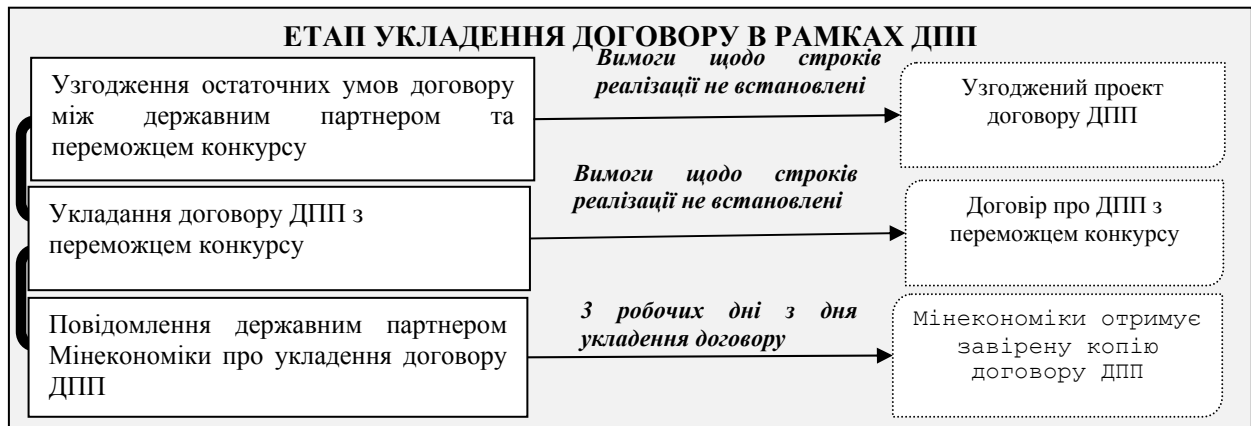 ЕТАП УКЛАДЕННЯ ДОГОВОРУ В РАМКАХ ДПП
Узгодження остаточних умов договору
між державним партнером та
переможцем конкурсу
Вимоги щодо строків
реалізації не встановлені
Узгоджений проект
договору ДПП
Укладання договору ДПП з
переможцем конкурсу
Вимоги щодо строків
реалізації не встановлені
Договір про ДПП з
переможцем конкурсу
Повідомлення державним партнером
Мінекономіки про укладення договору
ДПП
3 робочих дні з дня
укладення договору
Мінекономіки отримує
завірену копію
договору ДПП